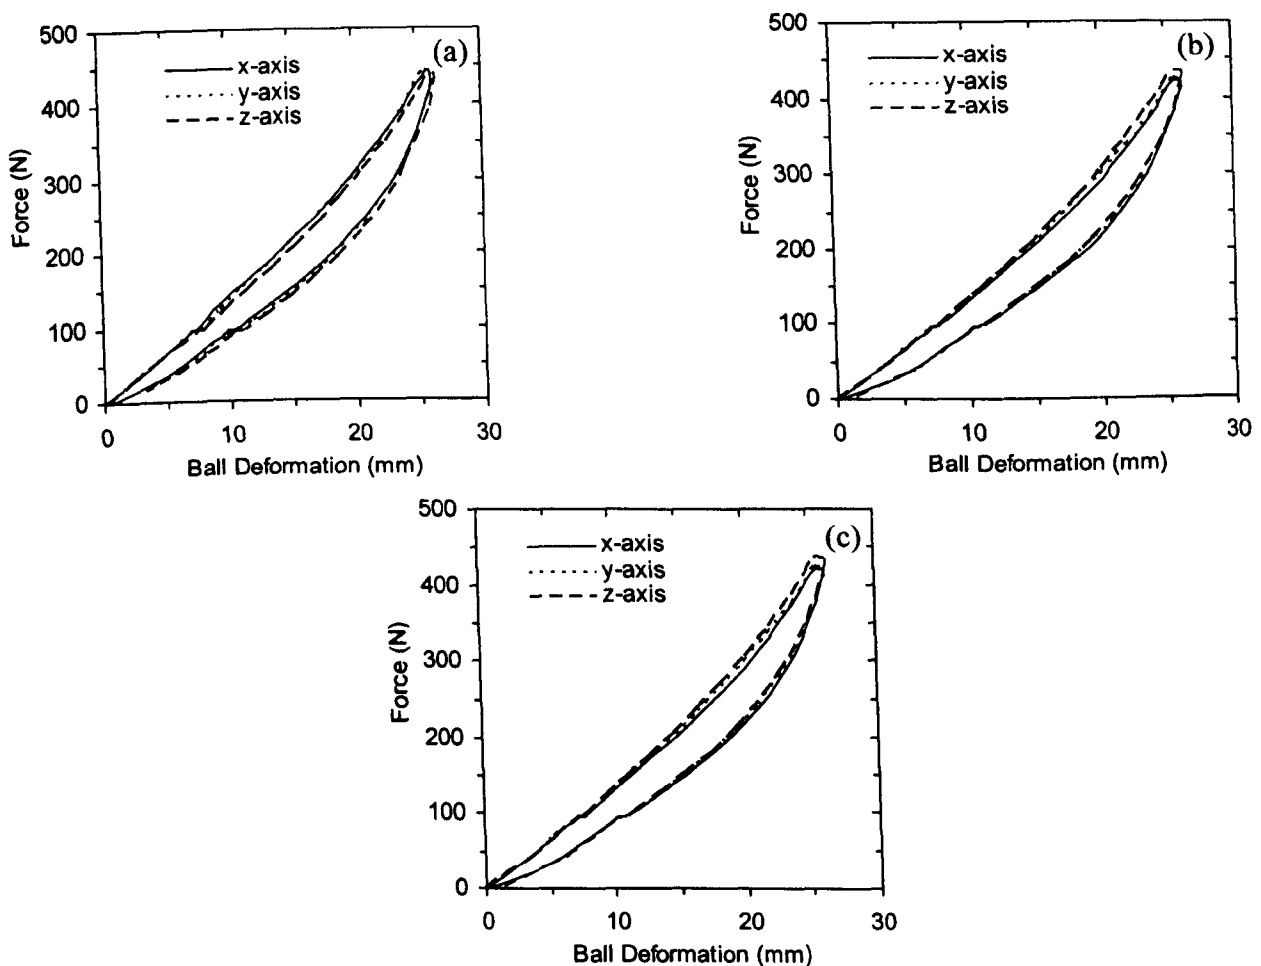 500
400
300
200
100
0
Force (N)
(a)
x-axis
y-axis
z-axis
0 10 20 30
Ball Deformation (mm)
500
400
300
200
100
0
Force (N)
(b)
x-axis
y-axis
z-axis
0 10 20 30
Ball Deformation (mm)
500
400
300
200
100
0
Force (N)
(c)
x-axis
y-axis
z-axis
0 10 20 30
Ball Deformation (mm)